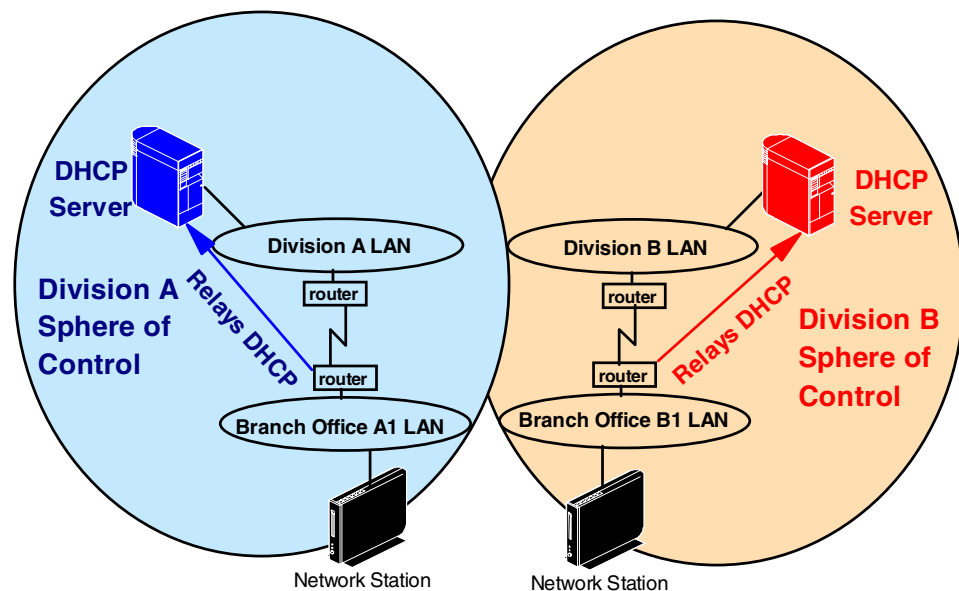 DHCP
Server
Division A LAN
router
Relays DHCP
Division A
Sphere of
Control
router
Branch Office A1 LAN
Network Station
DHCP
Server
Division B LAN
router
Relays DHCP
Division B
Sphere of
Control
router
Branch Office B1 LAN
Network Station